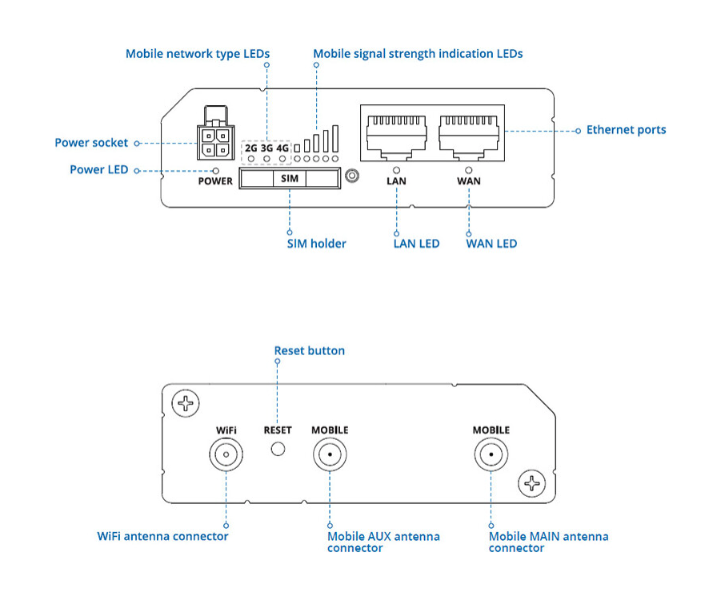 Mobile network type LEDs
Mobile signal strength indication LEDs
Ethernet ports
Power socket
2G 3G 4G
Power LED
POWER
SIM
LAN
WAN
SIM holder
LAN LED
WAN LED
Reset button
WiFi
RESET
MOBILE
MOBILE
WiFi antenna connector
Mobile AUX antenna
connector
Mobile MAIN antenna
connector